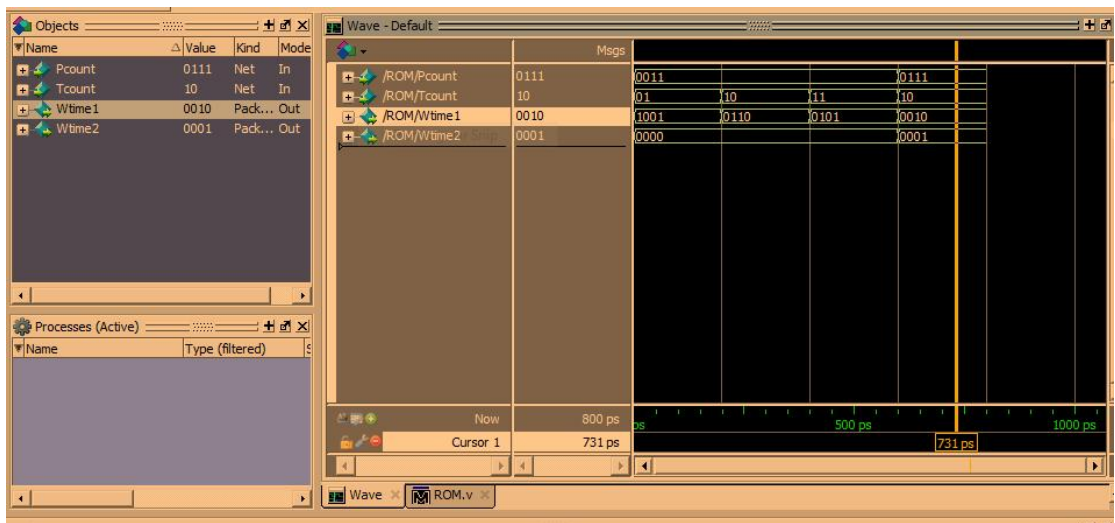 Objects
Name Value Kind Mode
Pcount 0111 Net In
Tcount 10 Net In
Wtime1 0010 Pack... Out
Wtime2 0001 Pack... Out
Processes (Active)
Name Type (filtered)
Wave - Default
Msgs
/ROM/Pcount 0111 0011 0111
/ROM/Tcount 10 01 10 11 10
/ROM/Wtime1 0010 1001 0110 0101 0010
/ROM/Wtime2 0001 0000 0001
Now 800 ps ps 500 ps 1000 ps
Cursor 1 731 ps 731 ps
Wave ROM.v